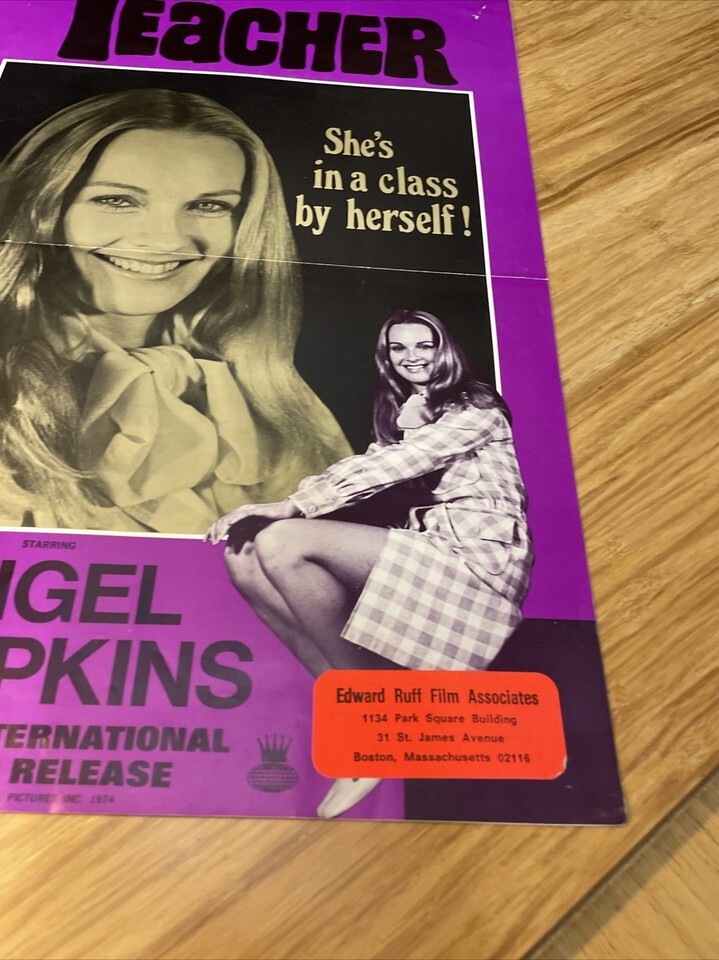 TEACHER
She's
in a class
by herself!
STARRING
NGEL
PKINS
TERNATIONAL
RELEASE
PICTURES INC. 1974
Edward Ruff Film Associates
1134 Park Square Building
31 St. James Avenue
Boston, Massachusetts 02116